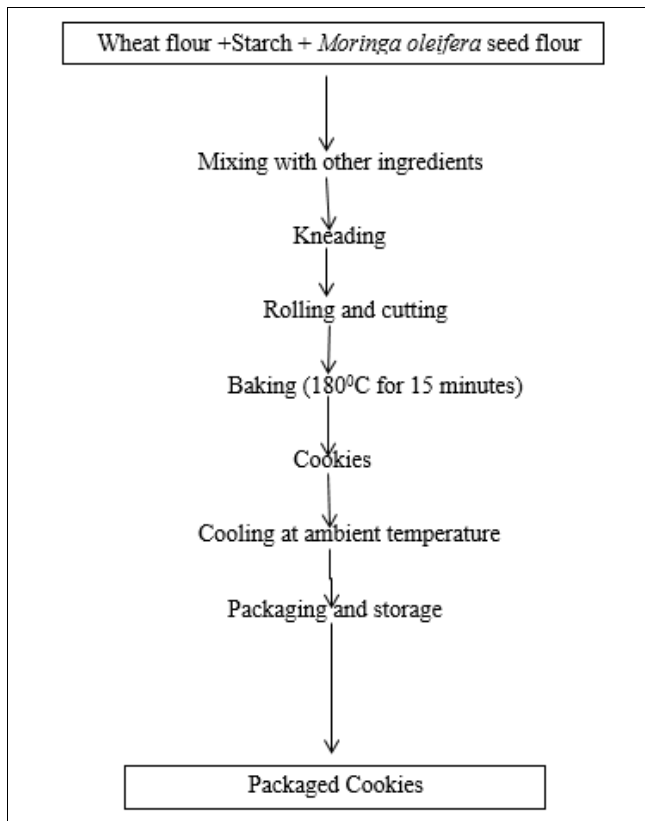 Wheat flour +Starch + Moringa oleifera seed flour
Mixing with other ingredients
Kneading
Rolling and cutting
Baking (180⁰C for 15 minutes)
Cookies
Cooling at ambient temperature
Packaging and storage
Packaged Cookies